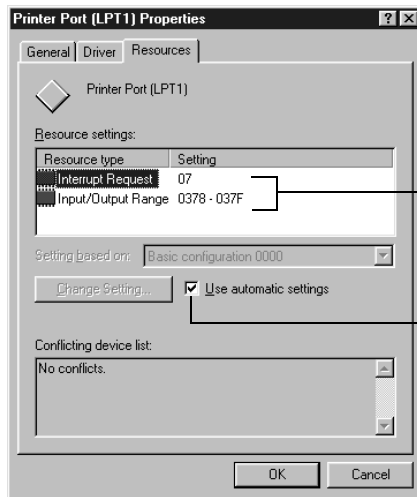 Printer Port (LPT1) Properties
General Driver Resources
Printer Port (LPT1)
Resource settings:
Resource type Setting
Interrupt Request 07
Input/Output Range 0378 - 037F
Setting based on: Basic configuration 0000
Change Setting... Use automatic settings
Conflicting device list:
No conflicts.
OK Cancel